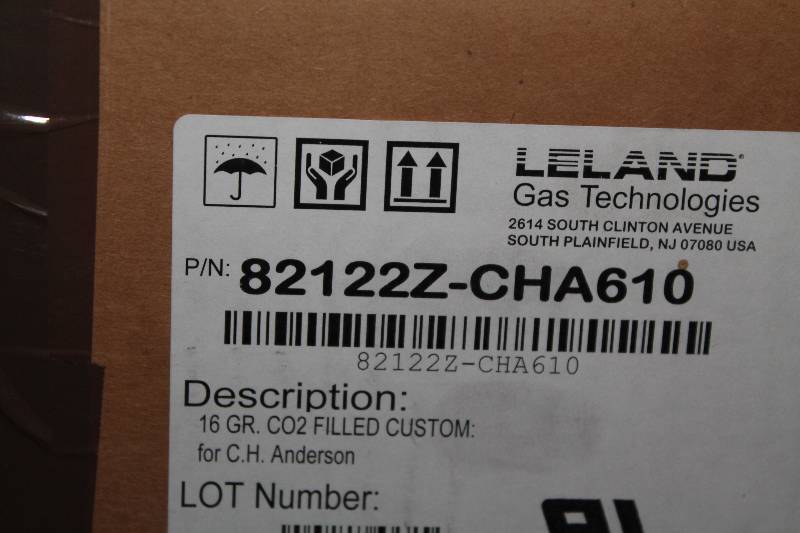 LELAND®
Gas Technologies
2614 SOUTH CLINTON AVENUE
SOUTH PLAINFIELD, NJ 07080 USA
P/N: 82122Z-CHA610
82122Z-CHA610
Description:
16 GR. CO2 FILLED CUSTOM:
for C.H. Anderson
LOT Number: